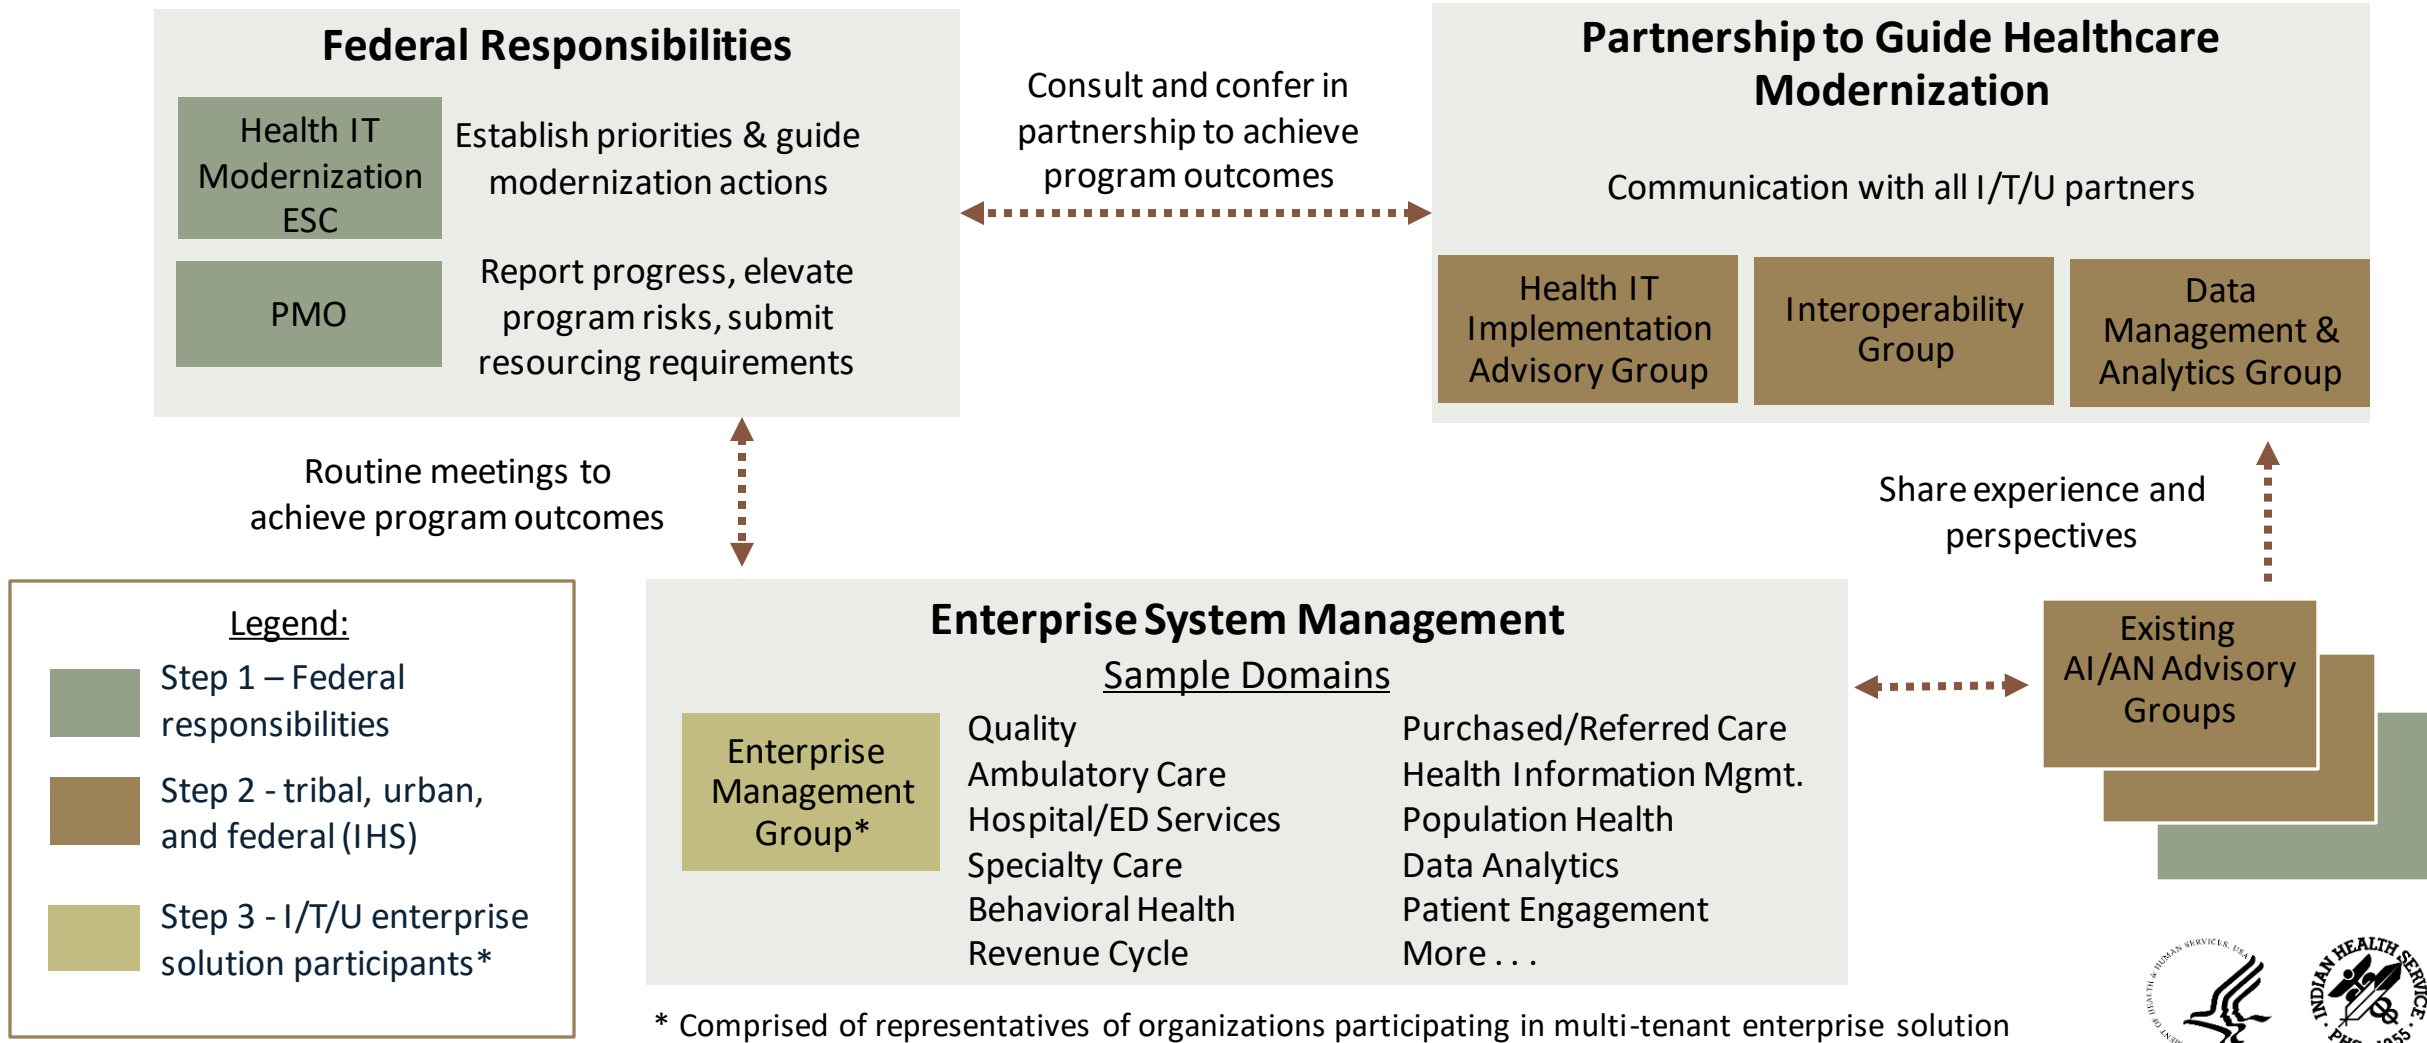 Federal Responsibilities
Health IT
Modernization
ESC
Establish priorities & guide
modernization actions
PMO
Report progress, elevate
program risks, submit
resourcing requirements
Consult and confer in
partnership to achieve
program outcomes
Partnership to Guide Healthcare
Modernization
Communication with all I/T/U partners
Health IT
Implementation
Advisory Group
Interoperability
Group
Data
Management &
Analytics Group
Routine meetings to
achieve program outcomes
Share experience and
perspectives
Legend:
Step 1 – Federal
responsibilities
Step 2 - tribal, urban,
and federal (IHS)
Step 3 - I/T/U enterprise
solution participants*
Enterprise System Management
Sample Domains
Enterprise
Management
Group*
Quality
Ambulatory Care
Hospital/ED Services
Specialty Care
Behavioral Health
Revenue Cycle
Purchased/Referred Care
Health Information Mgmt.
Population Health
Data Analytics
Patient Engagement
More . . .
Existing
AI/AN Advisory
Groups
* Comprised of representatives of organizations participating in multi-tenant enterprise solution
OF HEALTH & HUMAN SERVICES, USA
INDIAN HEALTH SERVICE